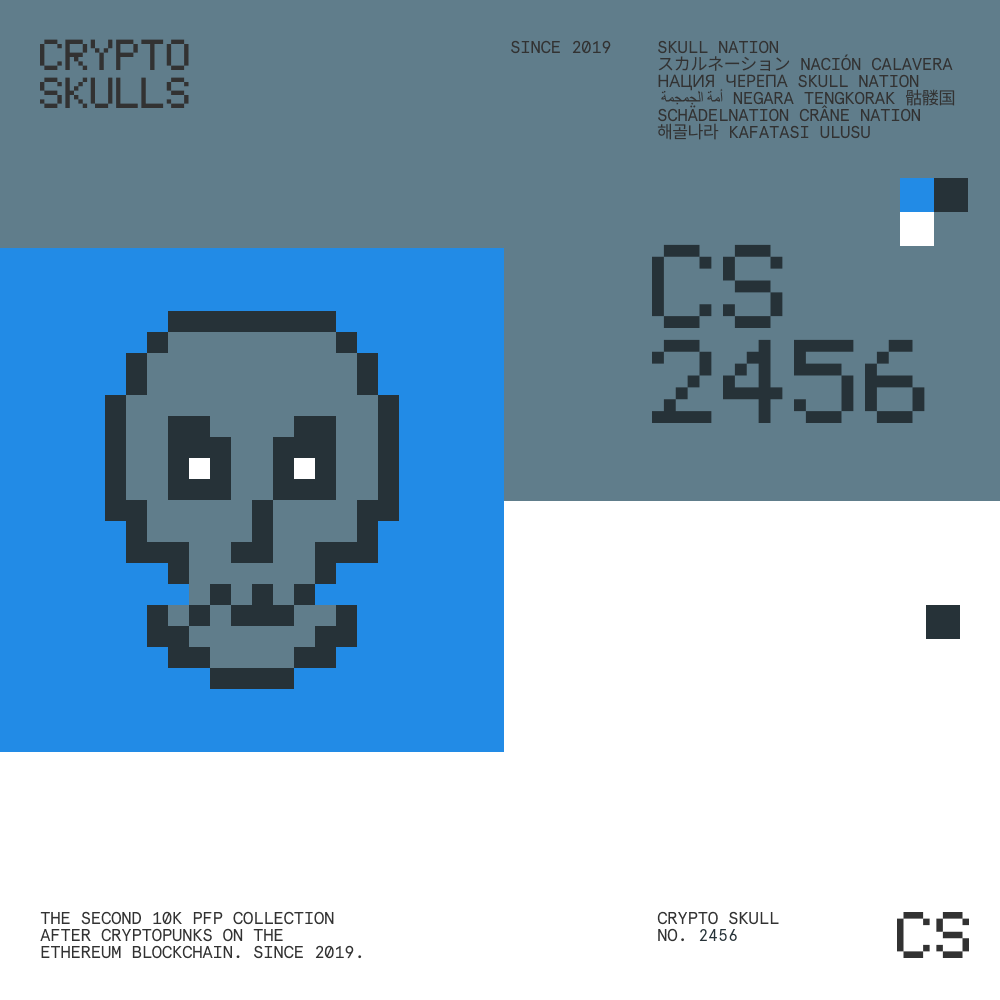 CRYPTO
SKULLS
SINCE 2019
SKULL NATION
スカルネーション NACIÓN CALAVERA
НАЦИЯ ЧЕРЕПА SKULL NATION
أمة الجمجمة NEGARA TENGKORAK 骷髅国
SCHÄDELNATION CRÂNE NATION
해골나라 KAFATASI ULUSU
CS
2456
THE SECOND 10K PFP COLLECTION
AFTER CRYPTOPUNKS ON THE
ETHEREUM BLOCKCHAIN. SINCE 2019.
CRYPTO SKULL
NO. 2456
CS